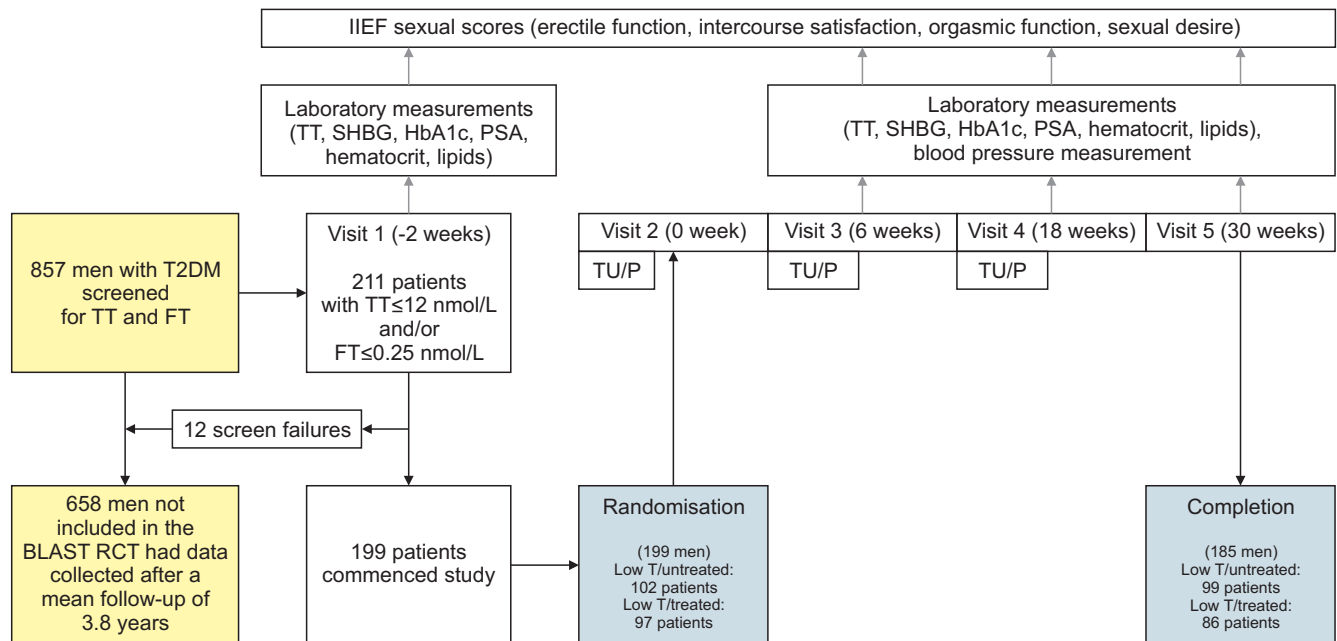 IIEF sexual scores (erectile function, intercourse satisfaction, orgasmic function, sexual desire)
Laboratory measurements
(TT, SHBG, HbA1c, PSA,
hematocrit, lipids)
Laboratory measurements
(TT, SHBG, HbA1c, PSA, hematocrit, lipids),
blood pressure measurement
857 men with T2DM
screened
for TT and FT
Visit 1 (-2 weeks)
211 patients
with TT≤12 nmol/L
and/or
FT≤0.25 nmol/L
Visit 2 (0 week)
Visit 3 (6 weeks)
Visit 4 (18 weeks)
Visit 5 (30 weeks)
TU/P
TU/P
TU/P
12 screen failures
658 men not
included in the
BLAST RCT had data
collected after a
mean follow-up of
3.8 years
199 patients
commenced study
Randomisation
(199 men)
Low T/untreated:
102 patients
Low T/treated:
97 patients
Completion
(185 men)
Low T/untreated:
99 patients
Low T/treated:
86 patients